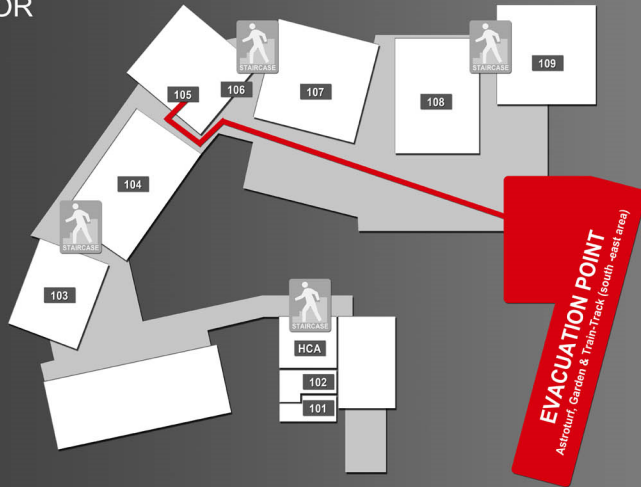 OR
STAIRCASE
STAIRCASE
109
105
106
107
108
104
STAIRCASE
103
STAIRCASE
HCA
102
101
EVACUATION POINT
Astroturf, Garden & Train-Track (south -east area)